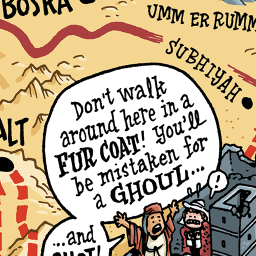 BOSRA
UMM ER RUMM
SUBHIYAH
Don't walk
around here in a
FUR COAT! You'll
be mistaken for
a GHOUL...
...and
!